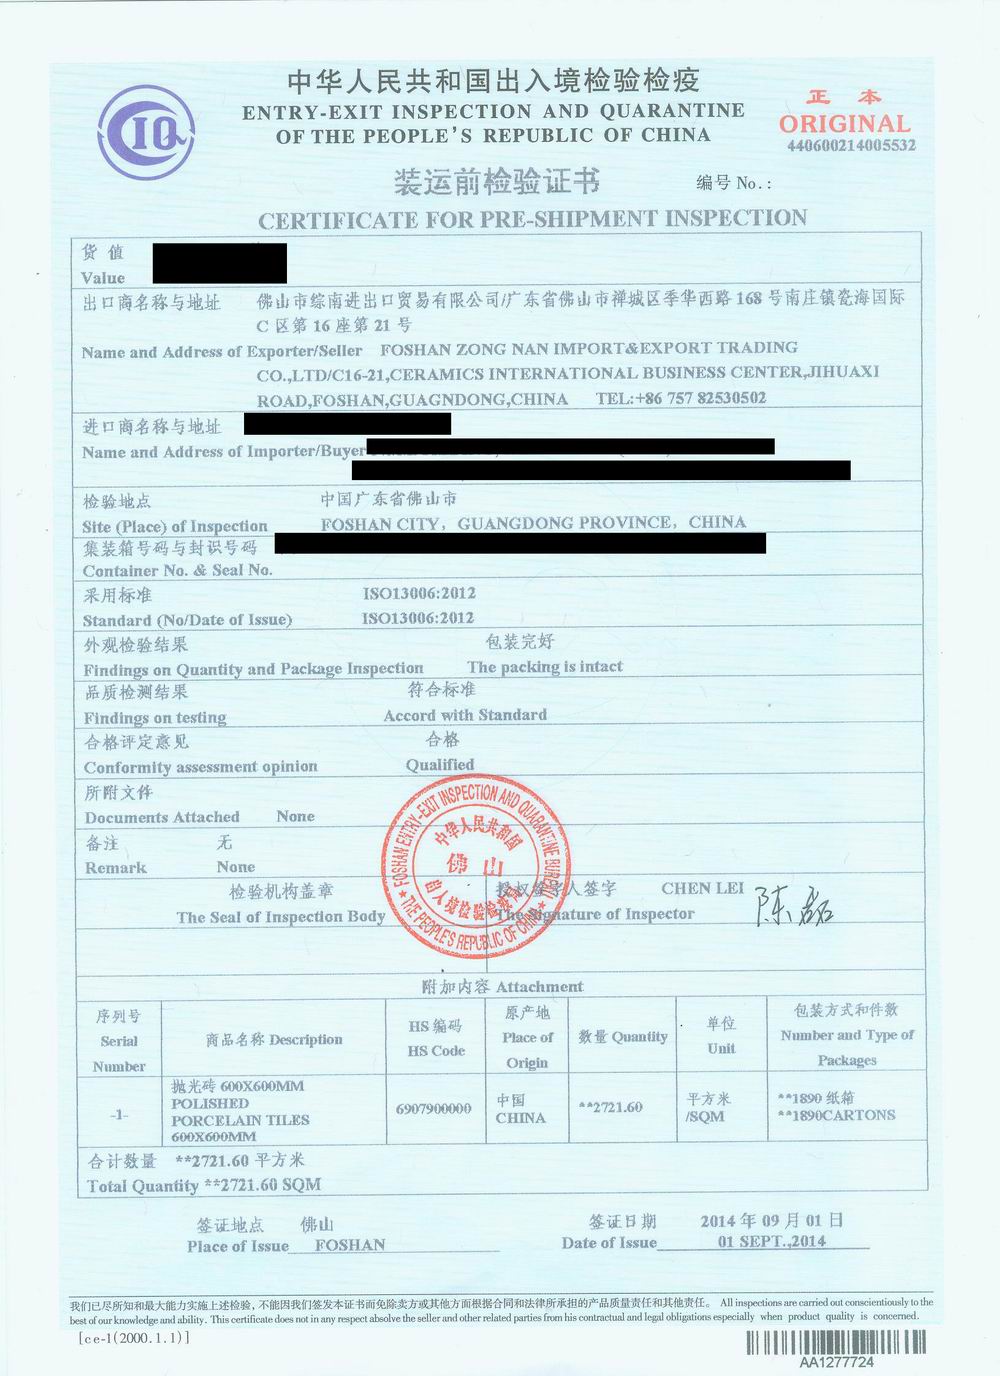 CIQ
中华人民共和国出入境检验检疫
ENTRY-EXIT INSPECTION AND QUARANTINE
OF THE PEOPLE'S REPUBLIC OF CHINA
正 本
ORIGINAL
440600214005532
装运前检验证书
编号 No.:
CERTIFICATE FOR PRE-SHIPMENT INSPECTION
货 值
Value
出口商名称与地址 佛山市综南进出口贸易有限公司/广东省佛山市禅城区季华西路 168 号南庄镇瓷海国际
C 区第 16 座第 21 号
Name and Address of Exporter/Seller FOSHAN ZONG NAN IMPORT&EXPORT TRADING
CO.,LTD/C16-21,CERAMICS INTERNATIONAL BUSINESS CENTER,JIHUAXI
ROAD,FOSHAN,GUAGNDONG,CHINA TEL:+86 757 82530502
进口商名称与地址
Name and Address of Importer/Buyer
检验地点 中国广东省佛山市
Site (Place) of Inspection FOSHAN CITY, GUANGDONG PROVINCE, CHINA
集装箱号码与封识号码
Container No. & Seal No.
采用标准 ISO13006:2012
Standard (No/Date of Issue) ISO13006:2012
外观检验结果 包装完好
Findings on Quantity and Package Inspection The packing is intact
品质检测结果 符合标准
Findings on testing Accord with Standard
合格评定意见 合格
Conformity assessment opinion Qualified
所附文件
Documents Attached None
备注 无
Remark None
FOSHAN ENTRY-EXIT INSPECTION AND QUARANTINE BUREAU
THE PEOPLE'S REPUBLIC OF CHINA
中华人民共和国
佛 山
出入境检验检疫局
检验机构盖章 授权签字人签字 CHEN LEI 陈磊
The Seal of Inspection Body The Signature of Inspector
附加内容 Attachment
序列号
Serial
Number
商品名称 Description
HS 编码
HS Code
原产地
Place of
Origin
数量 Quantity
单位
Unit
包装方式和件数
Number and Type of
Packages
-1-
抛光砖 600X600MM
POLISHED
PORCELAIN TILES
600X600MM
6907900000
中国
CHINA
**2721.60
平方米
/SQM
**1890 纸箱
**1890CARTONS
合计数量 **2721.60 平方米
Total Quantity **2721.60 SQM
签证地点 佛山 签证日期 2014 年 09 月 01 日
Place of Issue FOSHAN Date of Issue 01 SEPT.,2014
我们已尽所知和最大能力实施上述检验，不能因我们签发本证书而免除卖方或其他方面根据合同和法律所承担的产品质量责任和其他责任。 All inspections are carried out conscientiously to the
best of our knowledge and ability. This certificate does not in any respect absolve the seller and other related parties from his contractual and legal obligations especially when product quality is concerned.
[ce-1(2000.1.1)]
AA1277724